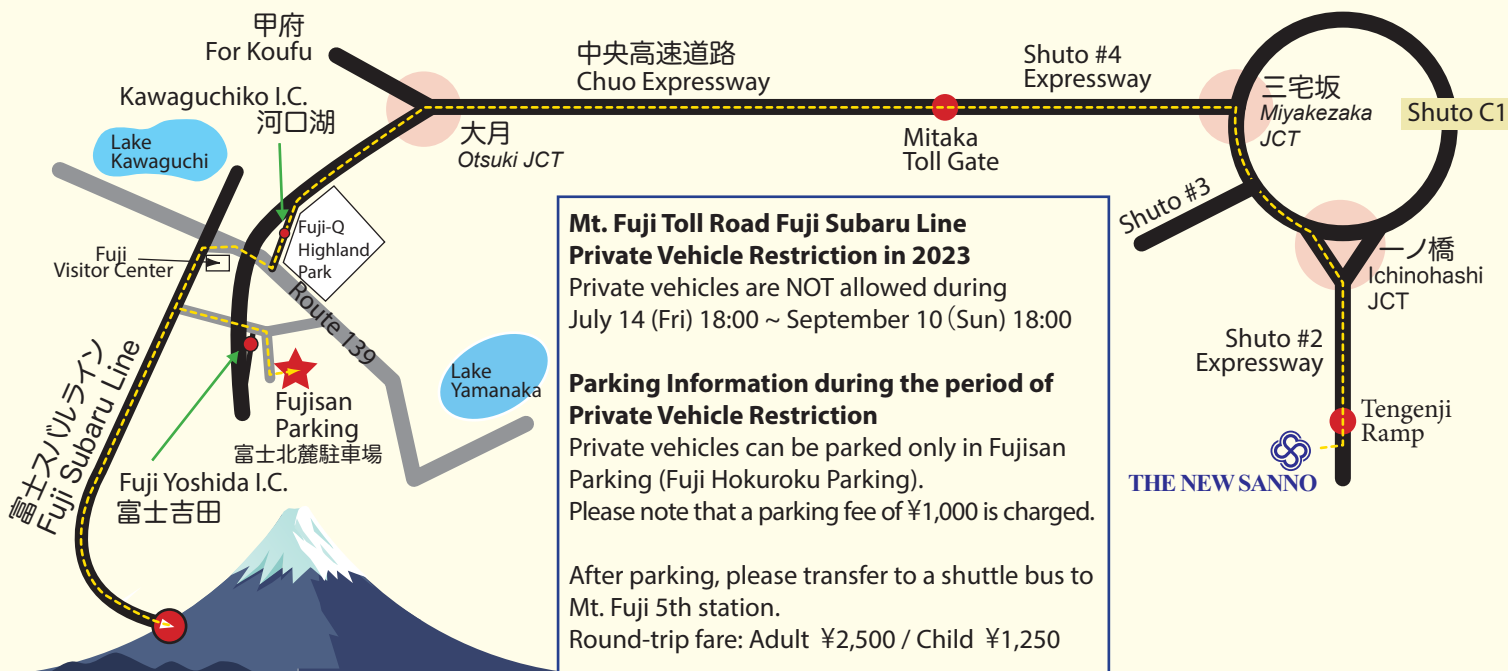 甲府
For Koufu
中央高速道路
Chuo Expressway
Shuto #4
Expressway
三宅坂
Miyakezaka
JCT
Shuto C1
Kawaguchiko I.C.
河口湖
Lake
Kawaguchi
大月
Otsuki JCT
Mitaka
Toll Gate
Shuto #3
一ノ橋
Ichinohashi
JCT
Fuji-Q
Highland
Park
Fuji
Visitor Center
Route 139
Shuto #2
Expressway
Lake
Yamanaka
富士スバルライン
Fuji Subaru Line
Fujisan
Parking
富士北麓駐車場
Fuji Yoshida I.C.
富士吉田
Tengenji
Ramp
THE NEW SANNO
Mt. Fuji Toll Road Fuji Subaru Line
Private Vehicle Restriction in 2023
Private vehicles are NOT allowed during
July 14 (Fri) 18:00 ~ September 10 (Sun) 18:00
Parking Information during the period of
Private Vehicle Restriction
Private vehicles can be parked only in Fujisan
Parking (Fuji Hokuroku Parking).
Please note that a parking fee of ¥1,000 is charged.
After parking, please transfer to a shuttle bus to
Mt. Fuji 5th station.
Round-trip fare: Adult ¥2,500 / Child ¥1,250